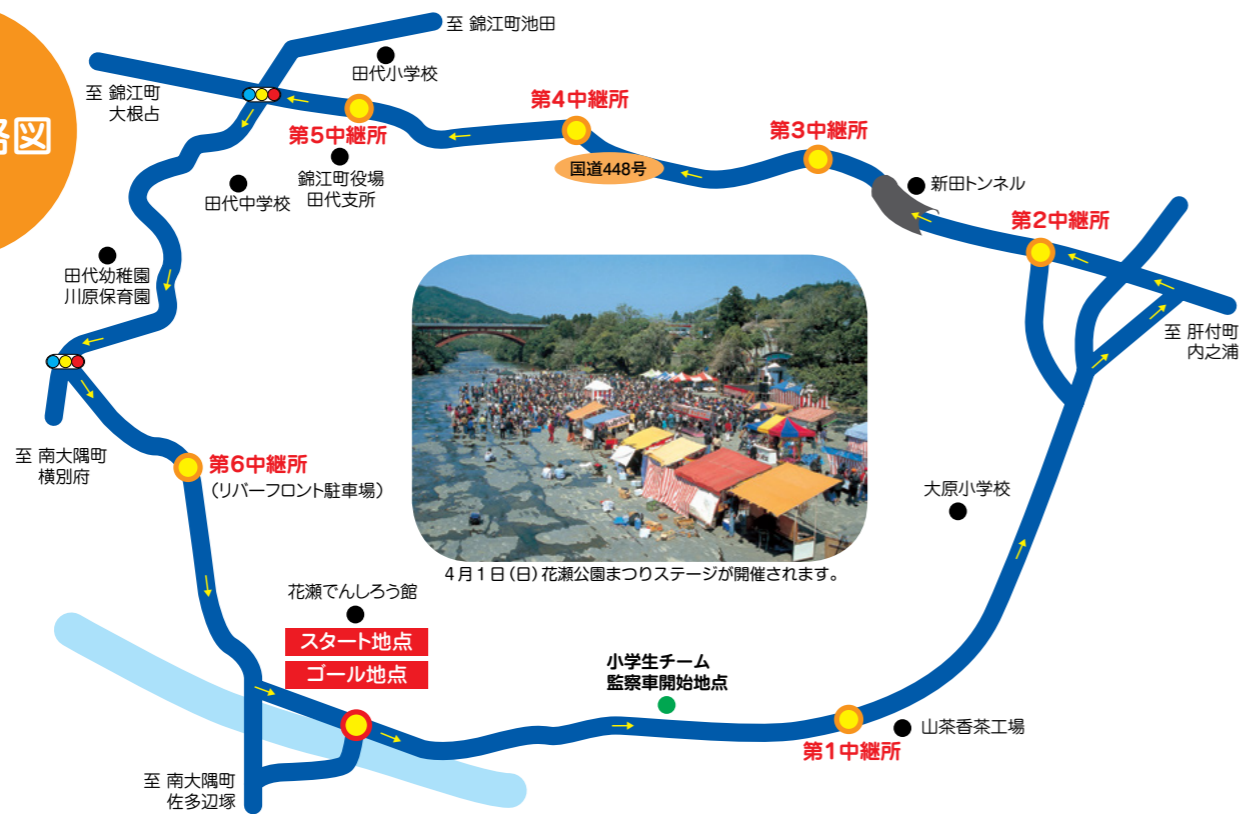 略図
至 錦江町池田
田代小学校
至 錦江町
大根占
第5中継所
錦江町役場
田代支所
田代中学校
第4中継所
国道448号
第3中継所
新田トンネル
第2中継所
至 肝付町
内之浦
田代幼稚園
川原保育園
至 南大隅町
横別府
第6中継所
（リバーフロント駐車場）
4月1日(日)花瀬公園まつりステージが開催されます。
大原小学校
花瀬でんしろう館
スタート地点
ゴール地点
小学生チーム
監察車開始地点
第1中継所
山茶香茶工場
至 南大隅町
佐多辺塚